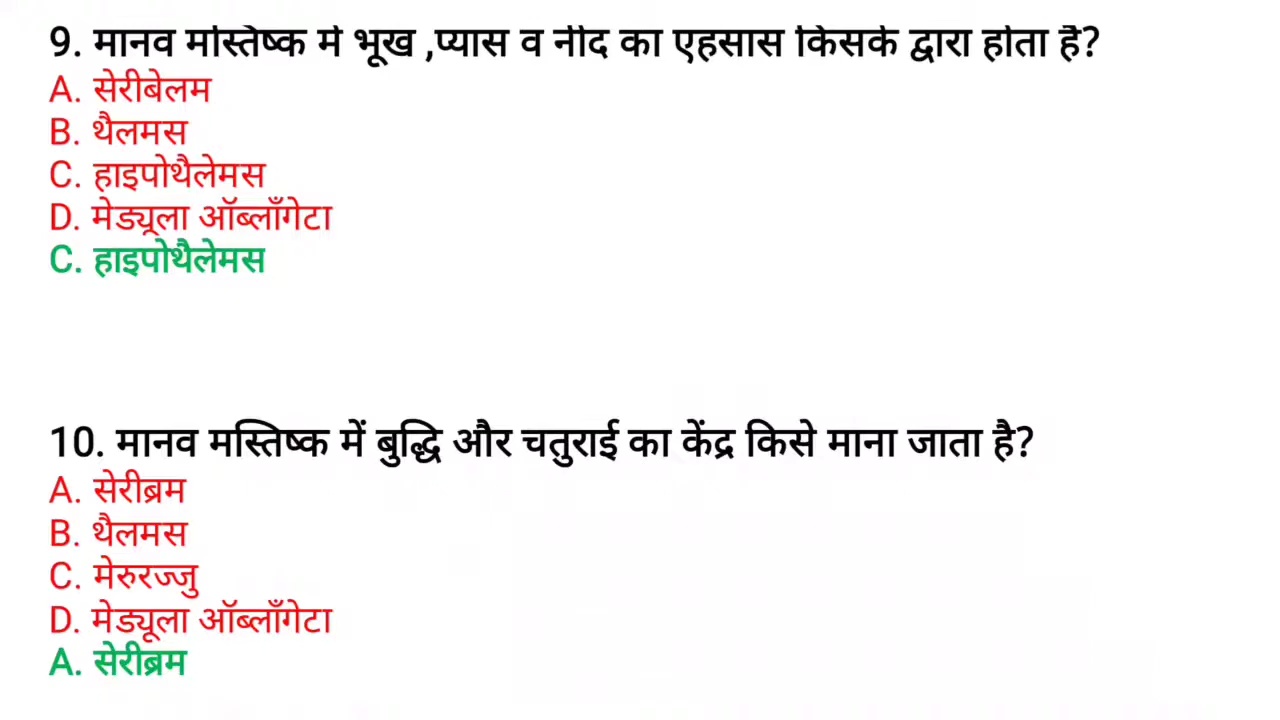 9. मानव मस्तिष्क में भूख ,प्यास व नींद का एहसास किसके द्वारा होता है?
A. सेरीबेलम
B. थैलमस
C. हाइपोथैलेमस
D. मेड्यूला ऑब्लाँगेटा
C. हाइपोथैलेमस
10. मानव मस्तिष्क में बुद्धि और चतुराई का केंद्र किसे माना जाता है?
A. सेरीब्रम
B. थैलमस
C. मेरुरज्जु
D. मेड्यूला ऑब्लाँगेटा
A. सेरीब्रम